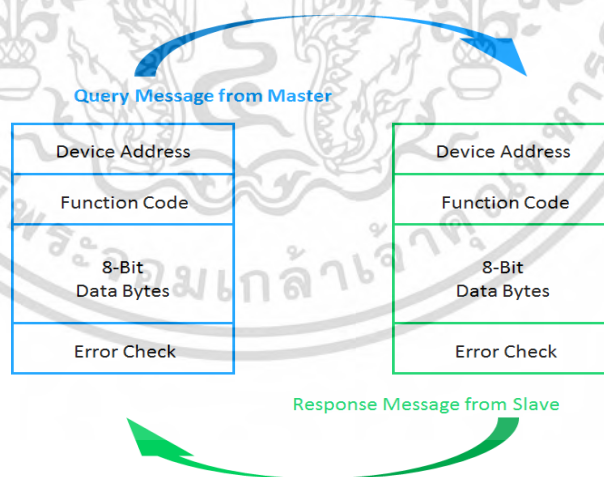 Query Message from Master
Device Address
Function Code
8-Bit
Data Bytes
Error Check
Device Address
Function Code
8-Bit
Data Bytes
Error Check
Response Message from Slave